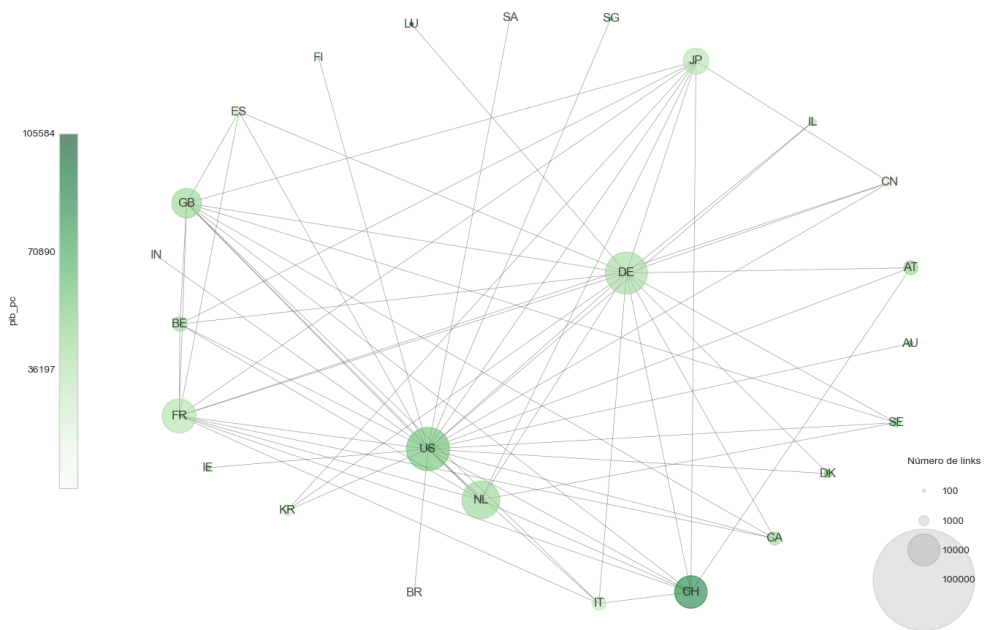 LU
SA
SG
FI
JP
ES
IL
105584
CN
GB
IN
DE
AT
70890
BE
pib_pc
AU
36197
FR
SE
US
Número de links
IE
DK
100
NL
KR
1000
CA
10000
100000
BR
CH
IT